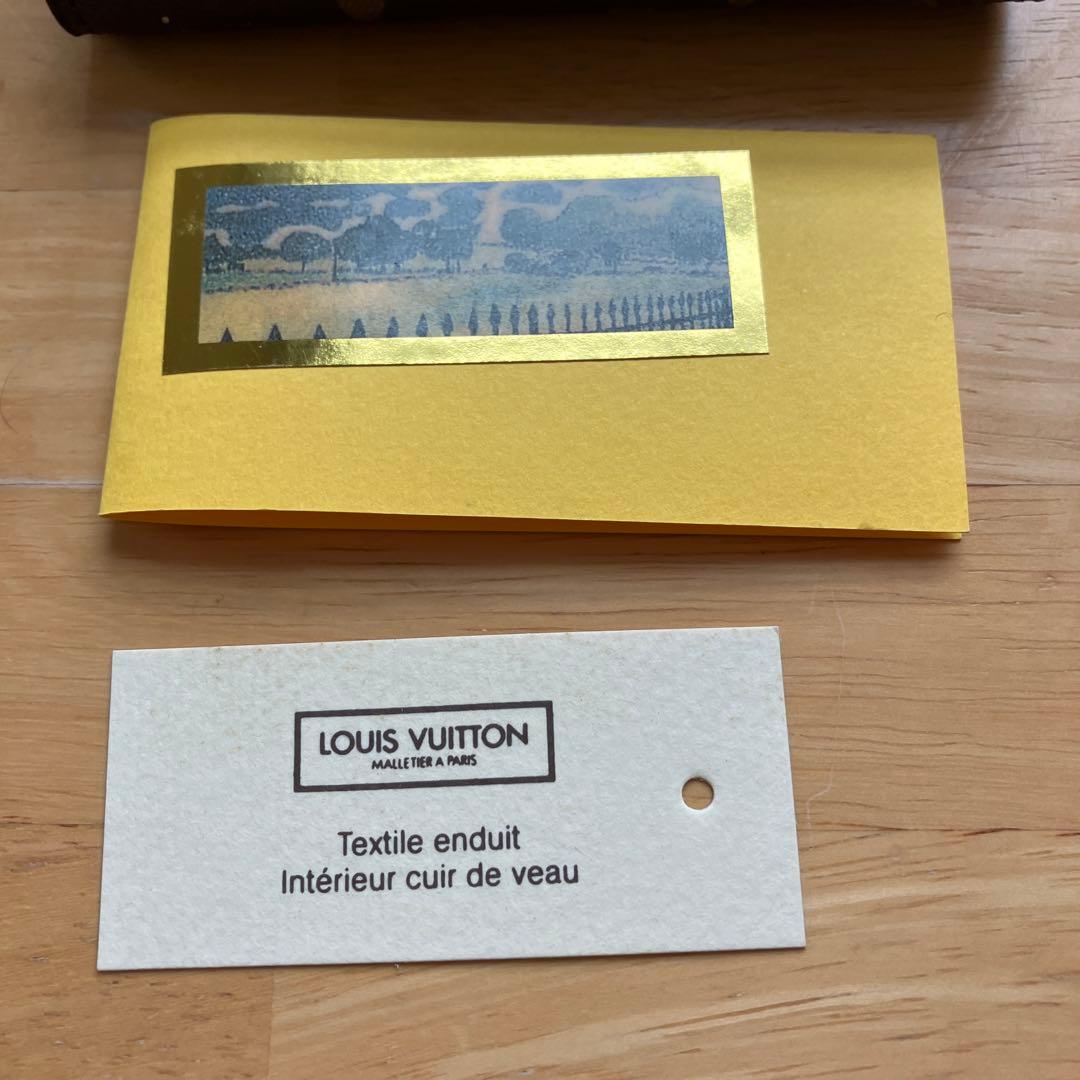 LOUIS VUITTON
MALLETIER A PARIS
Textile enduit
Intérieur cuir de veau